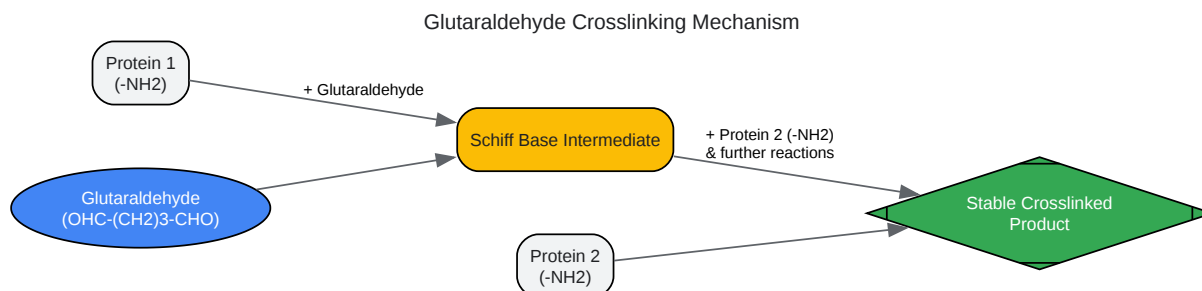 Glutaraldehyde Crosslinking Mechanism
Protein 1
(-NH2)
+ Glutaraldehyde
Schiff Base Intermediate
+ Protein 2 (-NH2)
& further reactions
Glutaraldehyde
(OHC-(CH2)3-CHO)
Stable Crosslinked
Product
Protein 2
(-NH2)